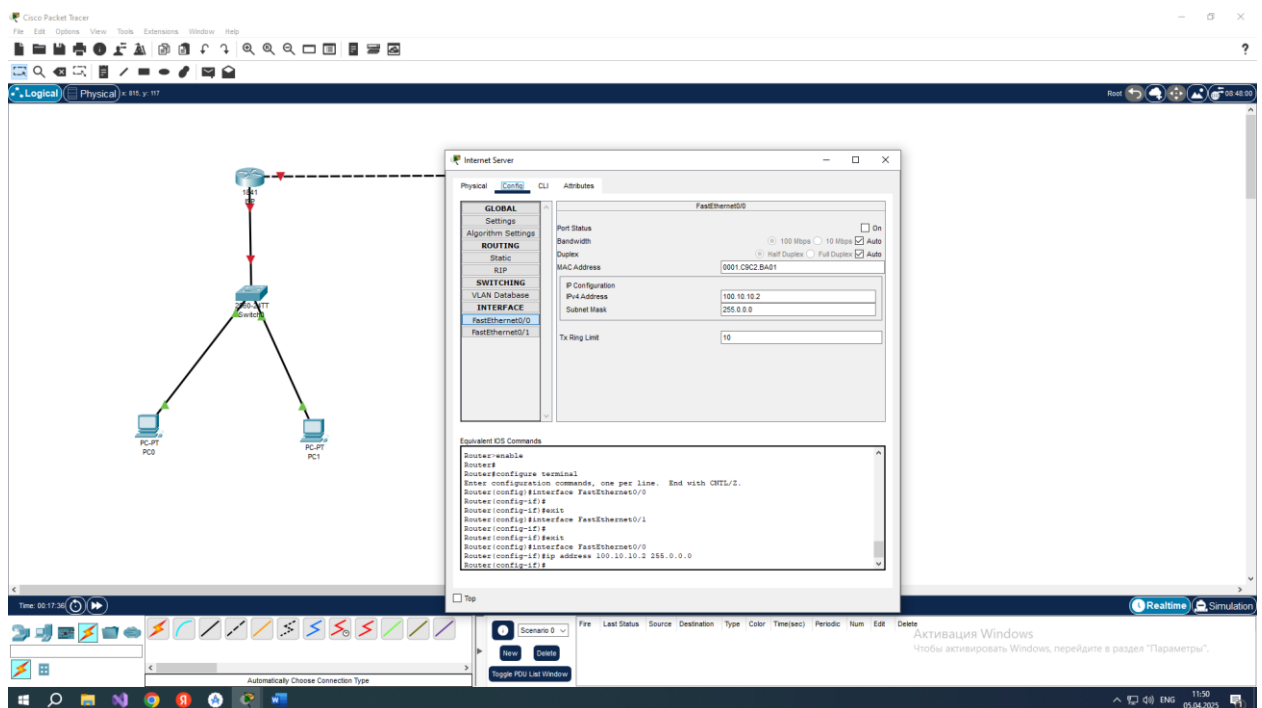 Cisco Packet Tracer
File Edit Options View Tools Extensions Window Help
?
Logical Physical x: 815, y: 117 Root 08:48:00
1841
ISP
2960-24TT
Switch0
PC-PT
PC0
PC-PT
PC1
Internet Server
Physical Config CLI Attributes
GLOBAL
Settings
Algorithm Settings
ROUTING
Static
RIP
SWITCHING
VLAN Database
INTERFACE
FastEthernet0/0
FastEthernet0/1
FastEthernet0/0
Port Status On
Bandwidth 100 Mbps 10 Mbps Auto
Duplex Half Duplex Full Duplex Auto
MAC Address 0001.C9C2.BA01
IP Configuration
IPv4 Address 100.10.10.2
Subnet Mask 255.0.0.0
Tx Ring Limit 10
Equivalent IOS Commands
Router>enable
Router#
Router#configure terminal
Enter configuration commands, one per line. End with CNTL/Z.
Router(config)#interface FastEthernet0/0
Router(config-if)#
Router(config-if)#exit
Router(config)#interface FastEthernet0/1
Router(config-if)#
Router(config-if)#exit
Router(config)#interface FastEthernet0/0
Router(config-if)#ip address 100.10.10.2 255.0.0.0
Router(config-if)#
Top
Time: 00:17:36 Realtime Simulation
Scenario 0
New Delete
Toggle PDU List Window
Fire Last Status Source Destination Type Color Time(sec) Periodic Num Edit Delete
Automatically Choose Connection Type
Активация Windows
Чтобы активировать Windows, перейдите в раздел "Параметры".
ENG 11:50
05.04.2025